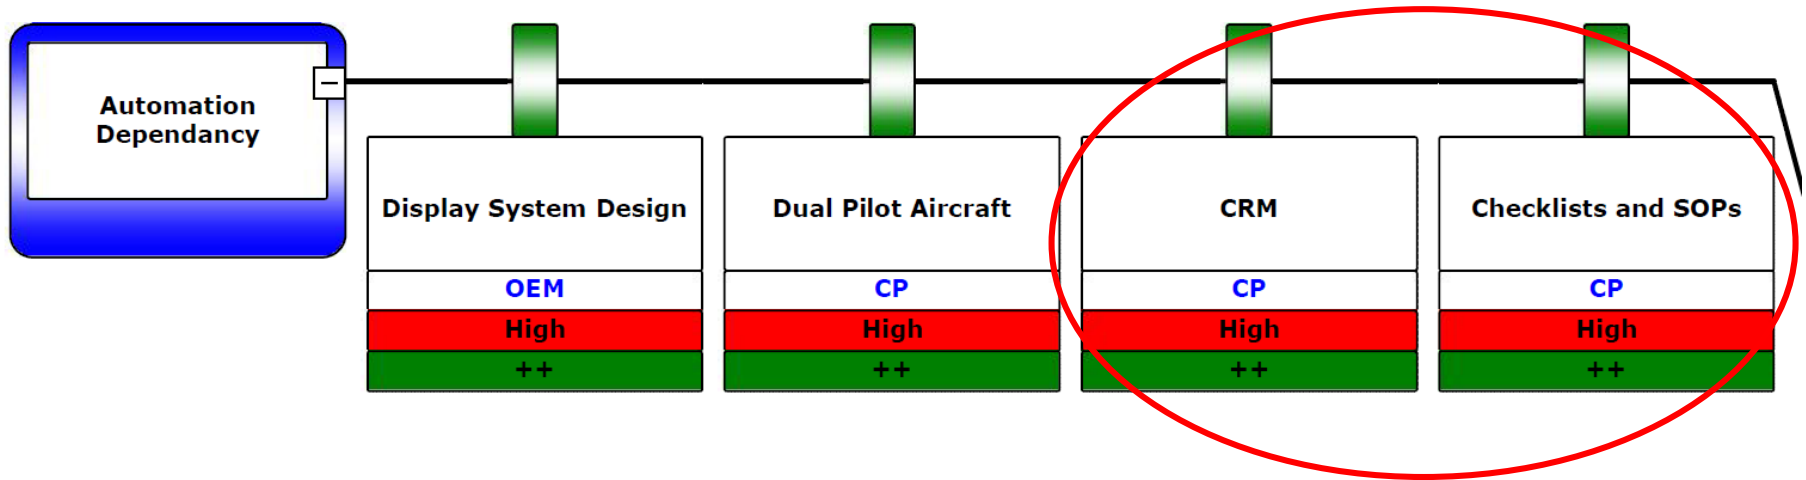 Automation
Dependancy
–
Display System Design
OEM
High
++
Dual Pilot Aircraft
CP
High
++
CRM
CP
High
++
Checklists and SOPs
CP
High
++